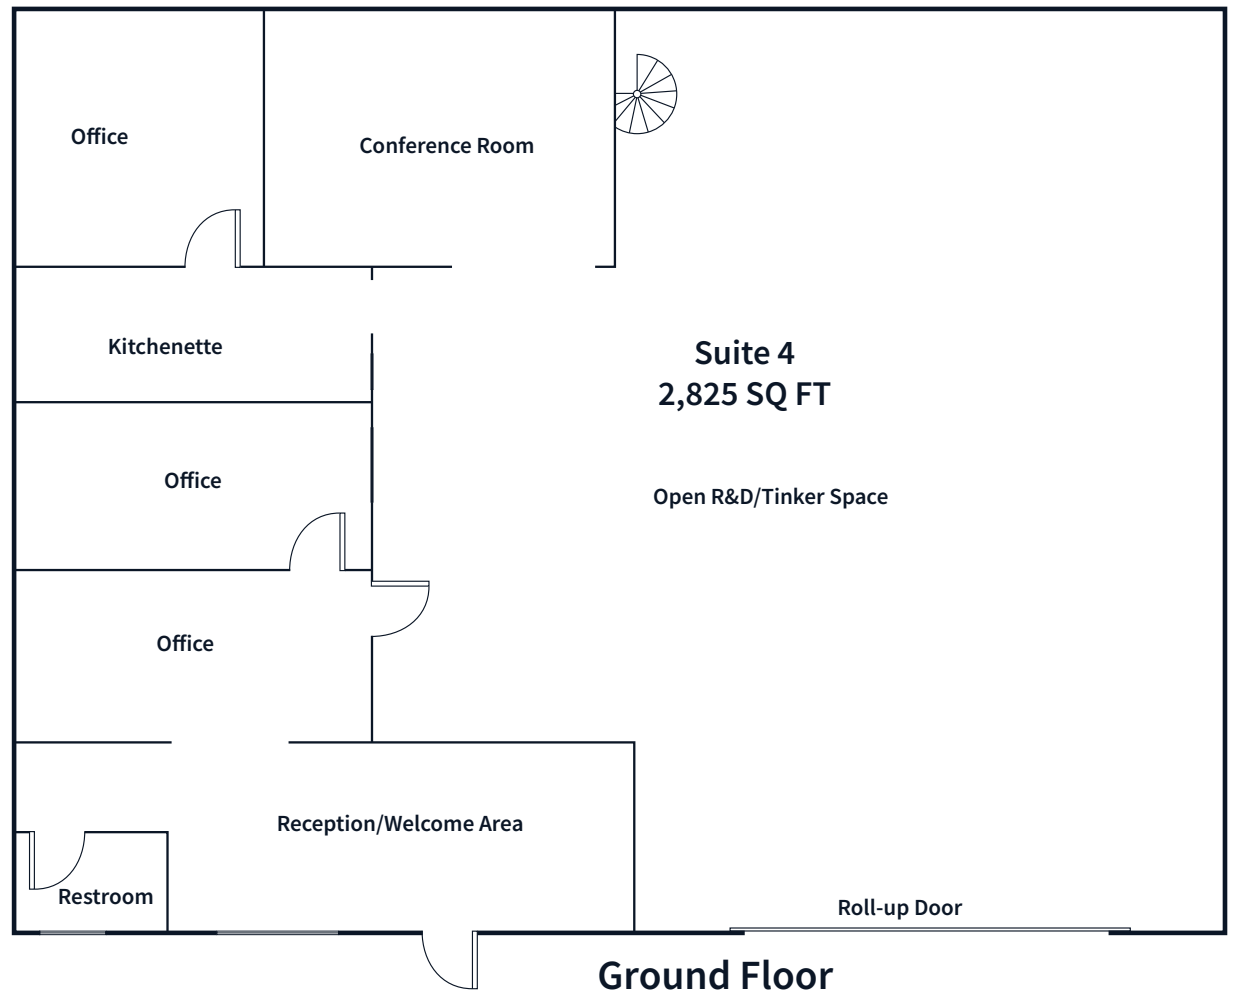 Office
Conference Room
Kitchenette
Suite 4
2,825 SQ FT
Office
Open R&D/Tinker Space
Office
Reception/Welcome Area
Restroom
Roll-up Door
Ground Floor